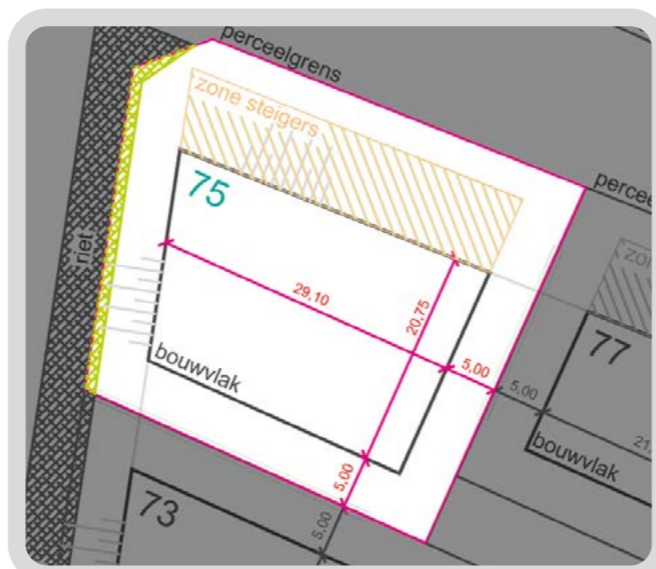 perceelgrens
zone steigers
75
riet
29,10
20,75
5,00
5,00
77
bouwvlak
bouwvlak
5,00
5,00
73